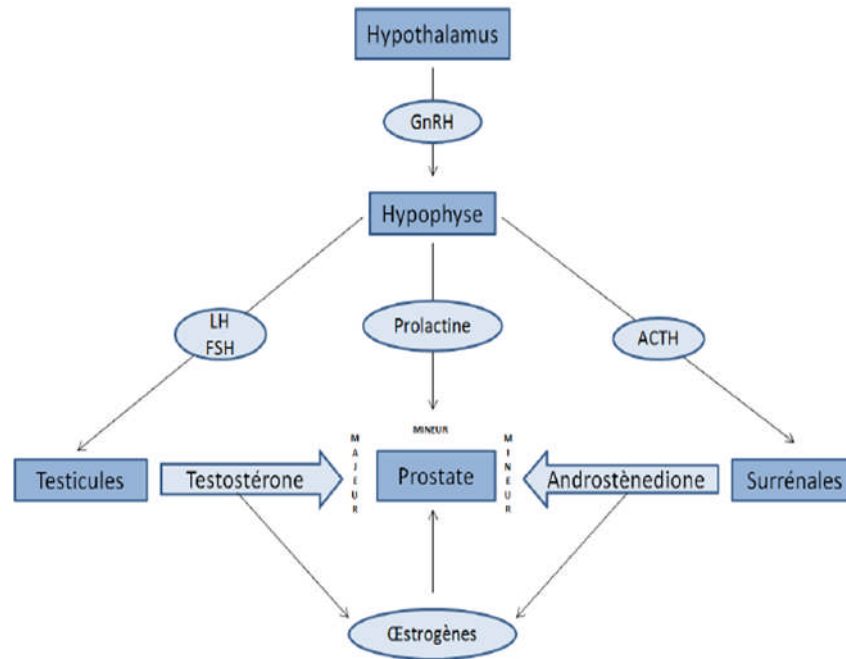 Hypothalamus
GnRH
Hypophyse
LH
FSH
Prolactine
ACTH
MINEUR
MAJEUR
MINEUR
Testicules
Testostérone
Prostate
Androstènedione
Surrénales
Œstrogènes